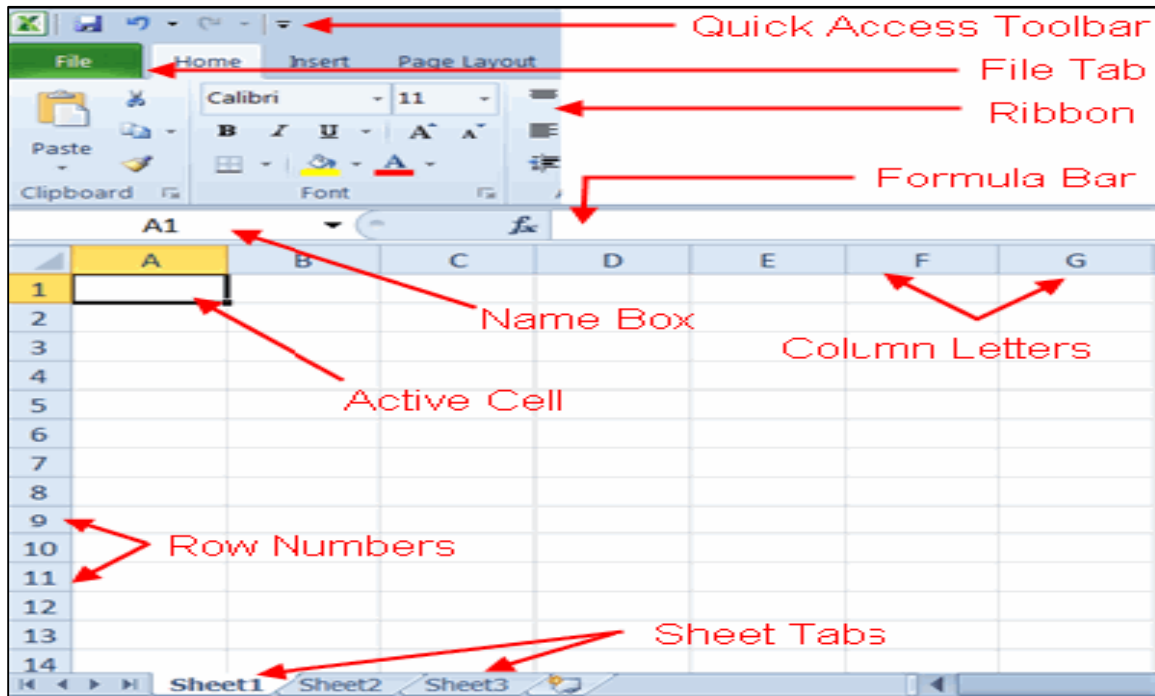 Quick Access Toolbar
File Home Insert Page Layout
File Tab
Calibri 11
Ribbon
B I U A A
Paste
A
Clipboard Font
Formula Bar
A1 fx
A B C D E F G
1
2 Name Box
3 Column Letters
4
5 Active Cell
6
7
8
9
10 Row Numbers
11
12
13 Sheet Tabs
14
Sheet1 Sheet2 Sheet3